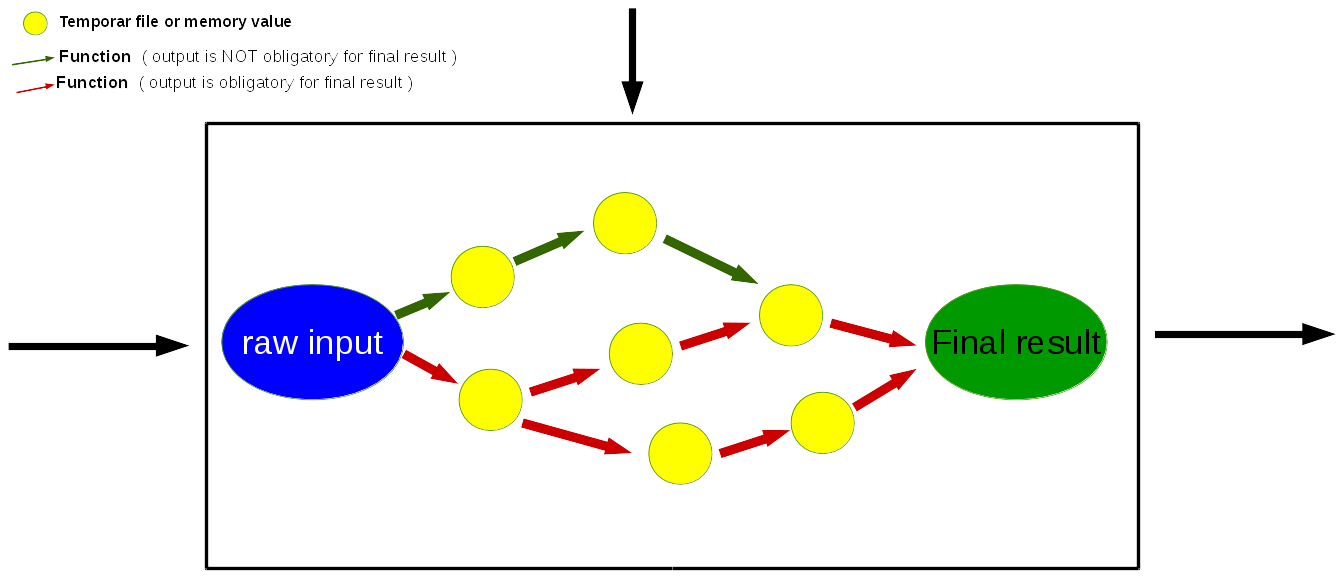 Temporar file or memory value
Function ( output is NOT obligatory for final result )
Function ( output is obligatory for final result )
raw input
Final result